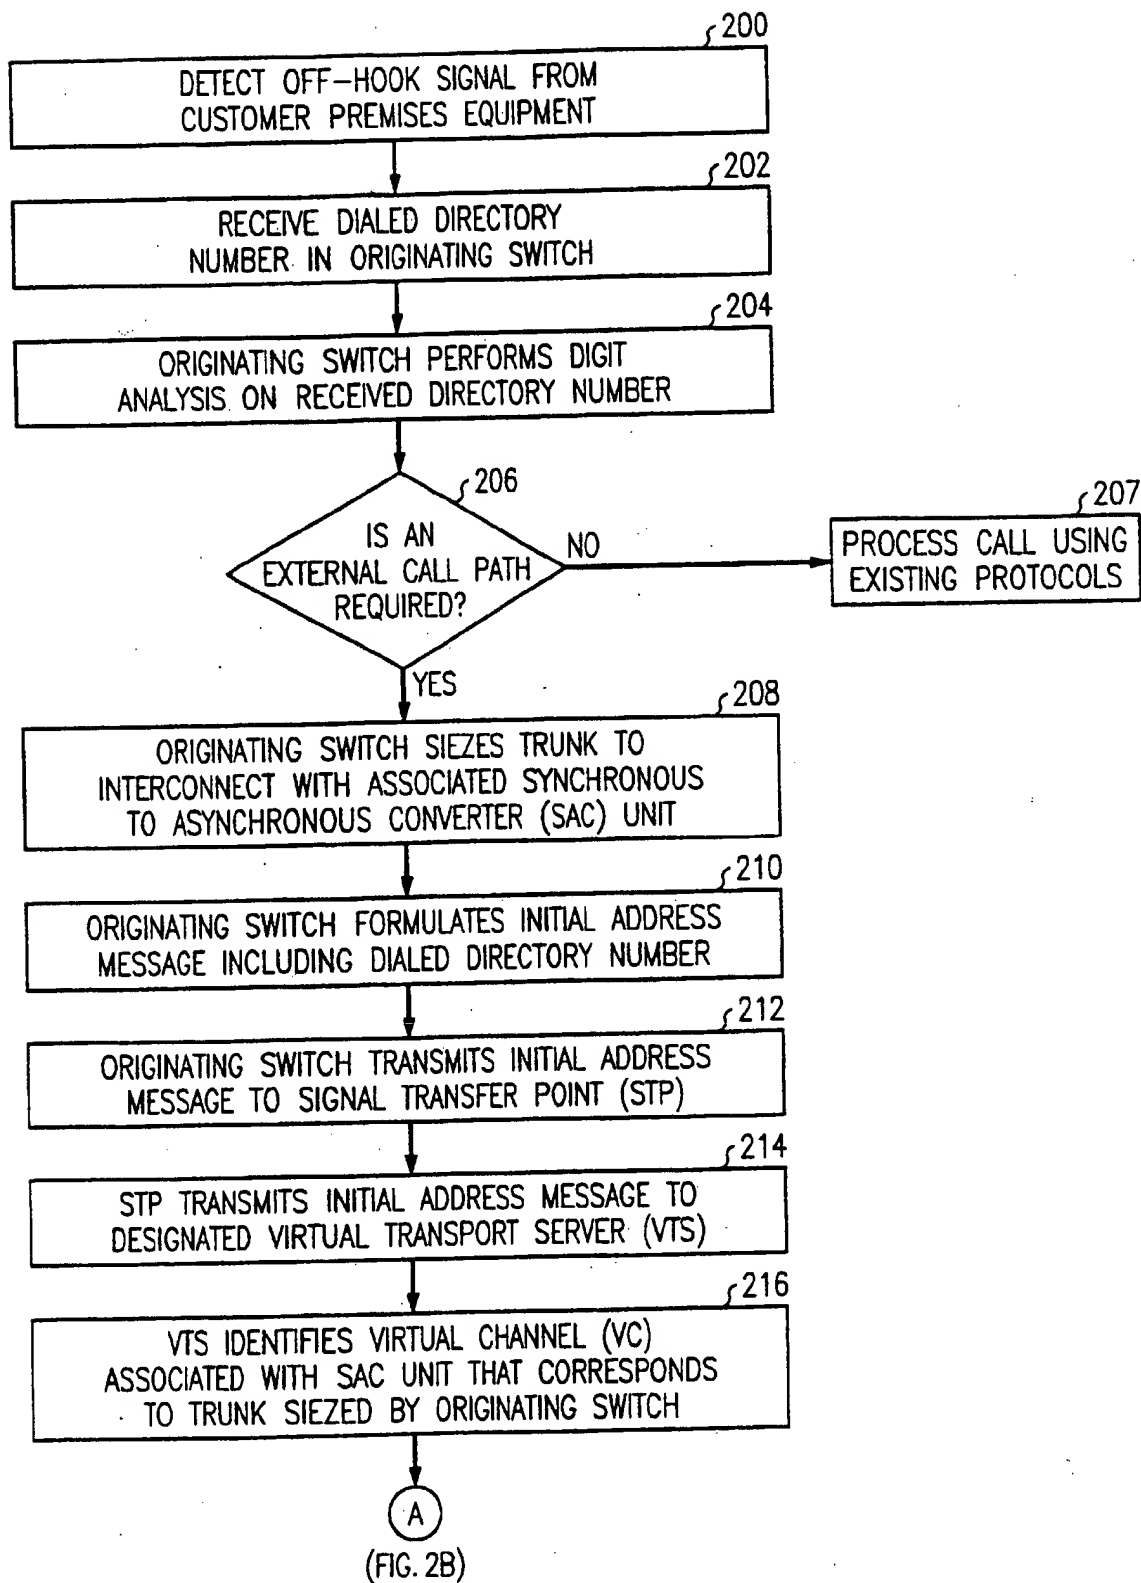 200
DETECT OFF-HOOK SIGNAL FROM
CUSTOMER PREMISES EQUIPMENT
202
RECEIVE DIALED DIRECTORY
NUMBER IN ORIGINATING SWITCH
204
ORIGINATING SWITCH PERFORMS DIGIT
ANALYSIS ON RECEIVED DIRECTORY NUMBER
206
IS AN
EXTERNAL CALL PATH
REQUIRED?
NO
207
PROCESS CALL USING
EXISTING PROTOCOLS
YES
208
ORIGINATING SWITCH SIEZES TRUNK TO
INTERCONNECT WITH ASSOCIATED SYNCHRONOUS
TO ASYNCHRONOUS CONVERTER (SAC) UNIT
210
ORIGINATING SWITCH FORMULATES INITIAL ADDRESS
MESSAGE INCLUDING DIALED DIRECTORY NUMBER
212
ORIGINATING SWITCH TRANSMITS INITIAL ADDRESS
MESSAGE TO SIGNAL TRANSFER POINT (STP)
214
STP TRANSMITS INITIAL ADDRESS MESSAGE TO
DESIGNATED VIRTUAL TRANSPORT SERVER (VTS)
216
VTS IDENTIFIES VIRTUAL CHANNEL (VC)
ASSOCIATED WITH SAC UNIT THAT CORRESPONDS
TO TRUNK SIEZED BY ORIGINATING SWITCH
A
(FIG. 2B)